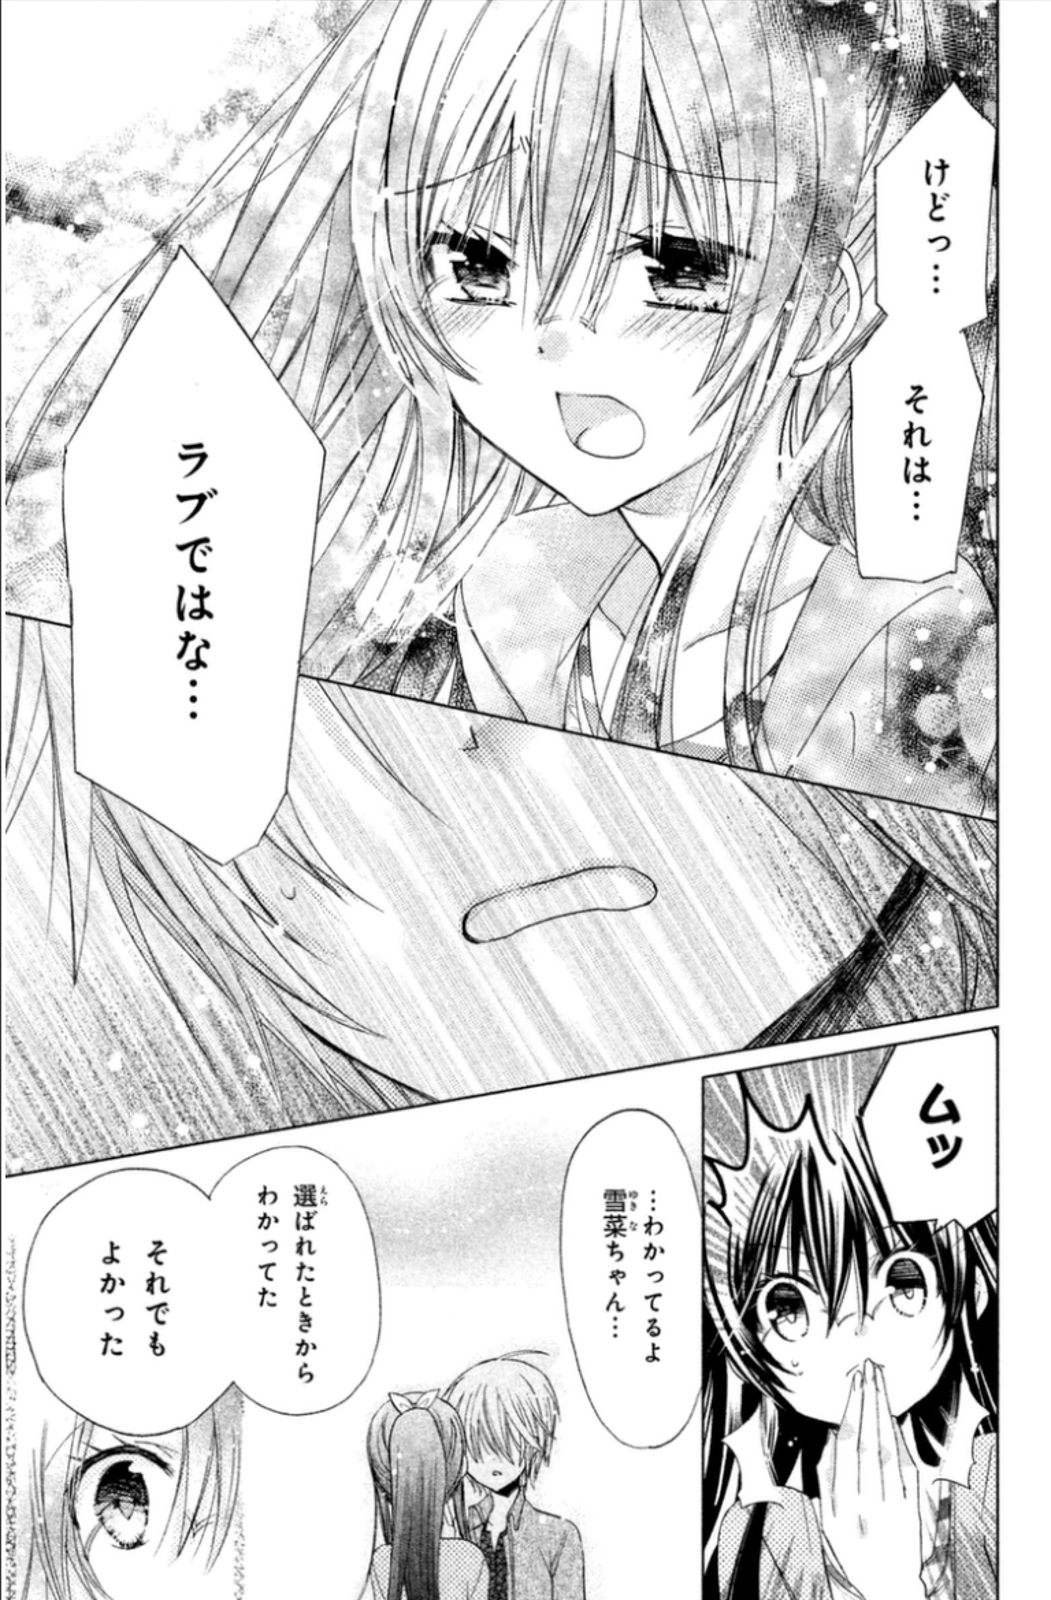 けどっ…
それは…
ラブではな…
ムッ
…わかってるよ
雪菜ちゃん…
選ばれたときから
わかってた
それでも
よかった